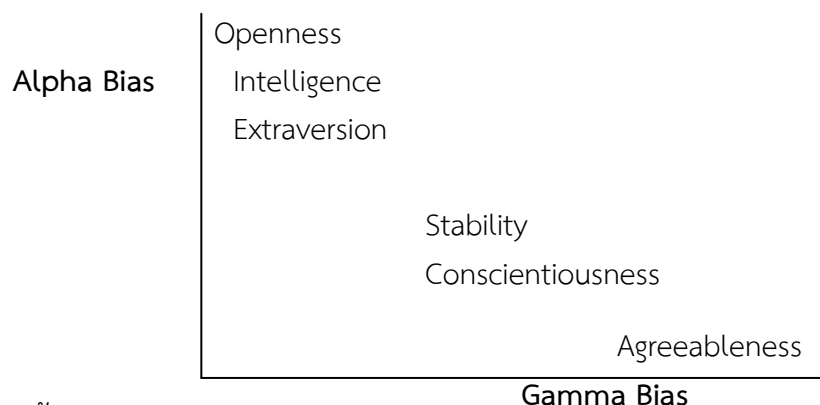 Openness
Alpha Bias Intelligence
Extraversion
Stability
Conscientiousness
Agreeableness
Gamma Bias